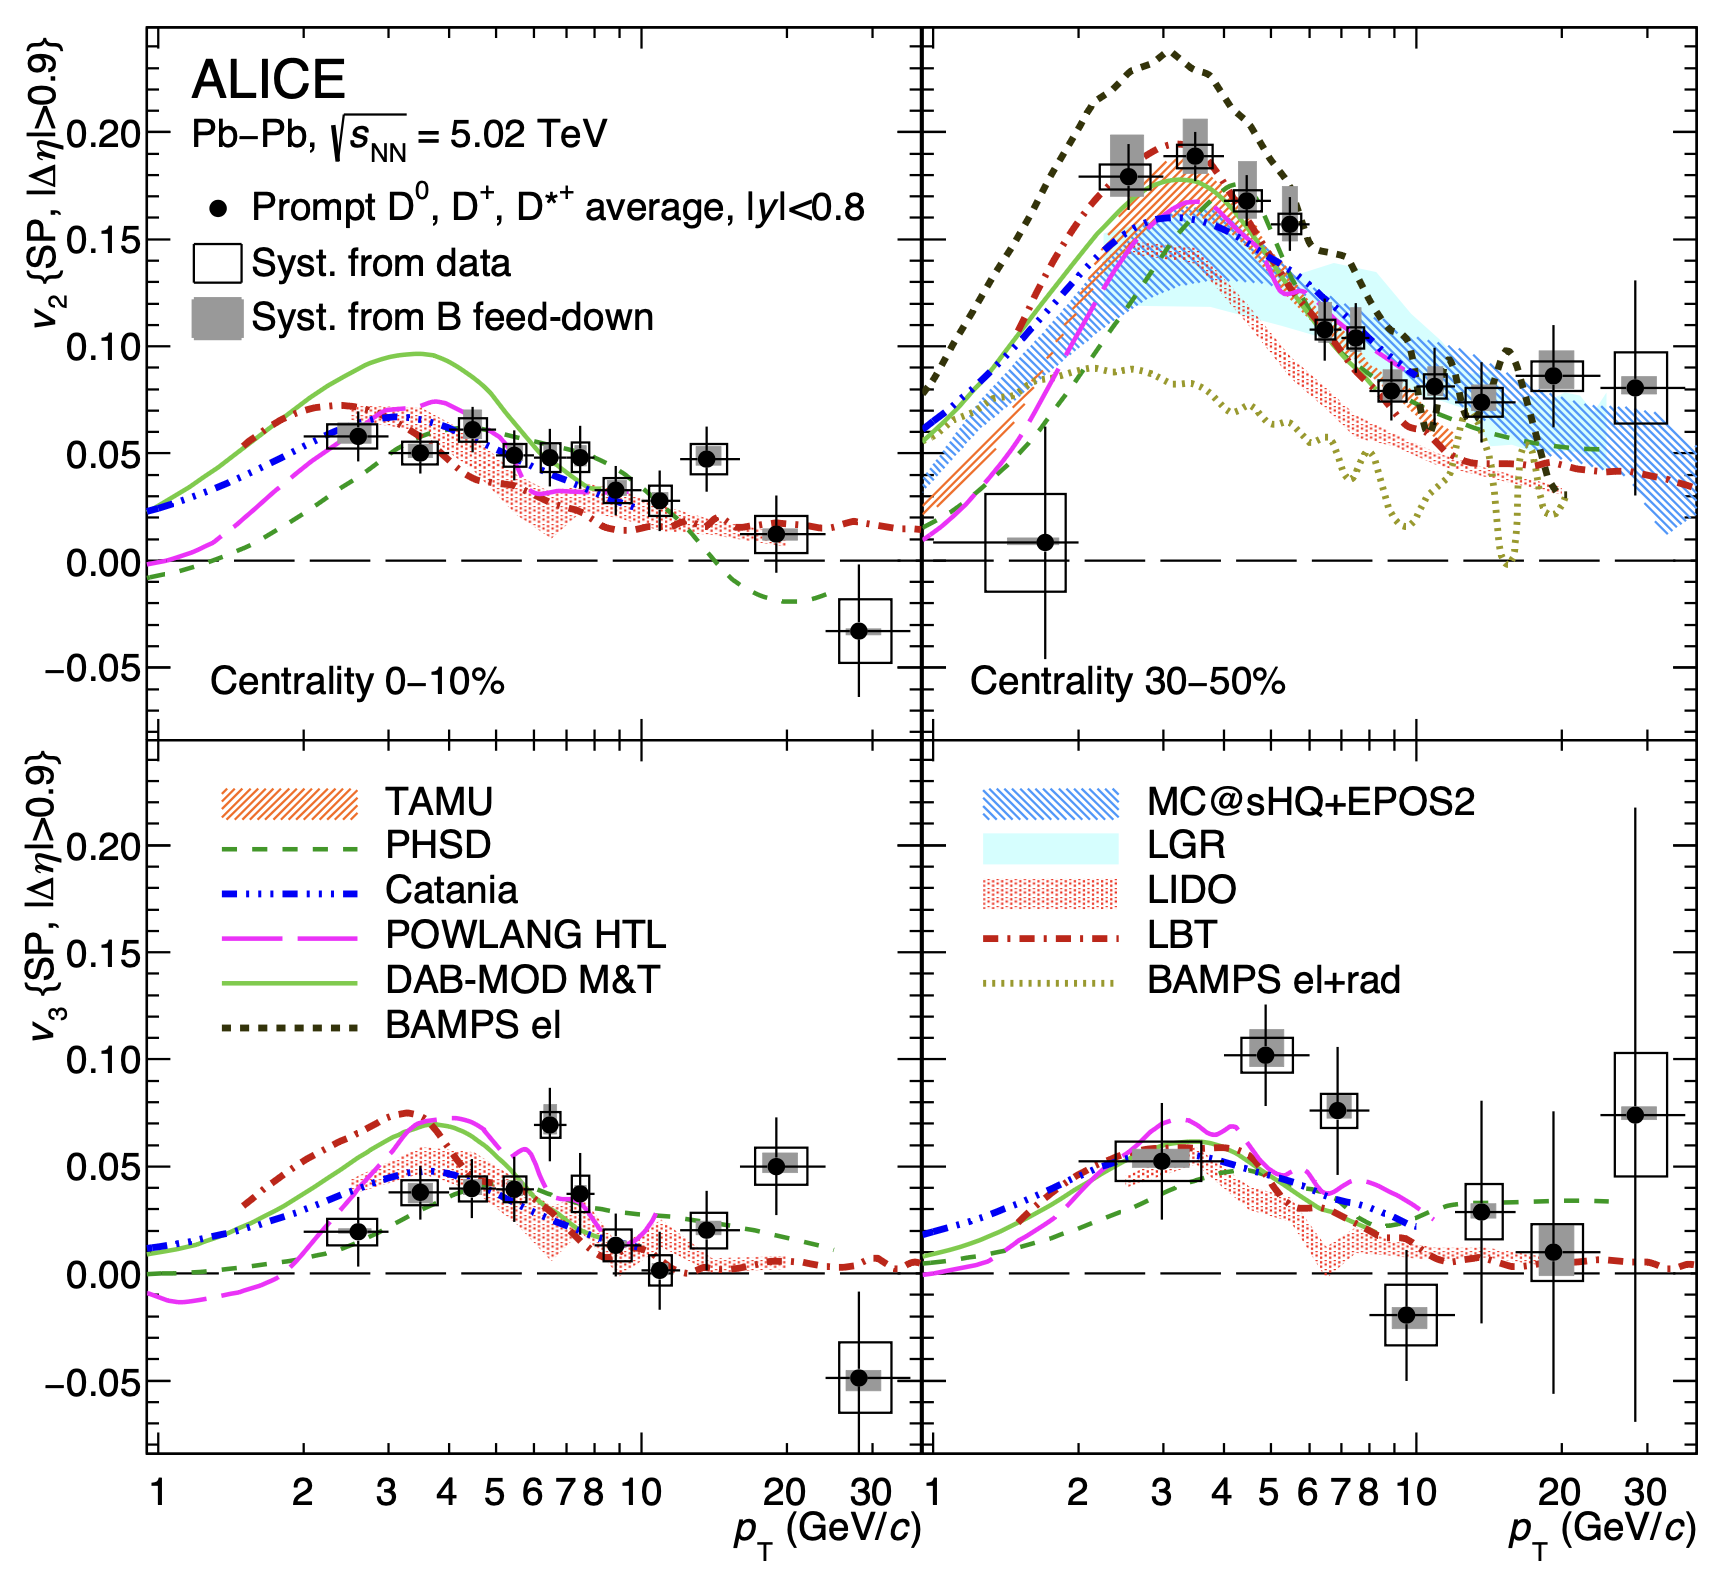 ALICE
Pb−Pb, √sNN = 5.02 TeV
Prompt D0, D+, D*+ average, |y|<0.8
Syst. from data
Syst. from B feed-down
v2 {SP, |Δη|>0.9}
0.20
0.15
0.10
0.05
0.00
−0.05
Centrality 0−10%
Centrality 30−50%
v3 {SP, |Δη|>0.9}
0.20
0.15
0.10
0.05
0.00
−0.05
TAMU
PHSD
Catania
POWLANG HTL
DAB-MOD M&T
BAMPS el
MC@sHQ+EPOS2
LGR
LIDO
LBT
BAMPS el+rad
1 2 3 4 5 6 7 8 10 20 30
1 2 3 4 5 6 7 8 10 20 30
pT (GeV/c)
pT (GeV/c)